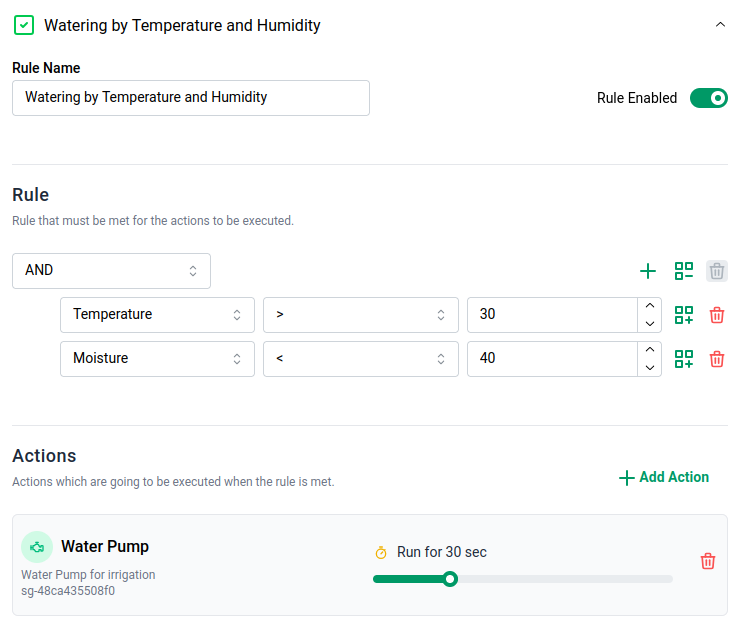 Watering by Temperature and Humidity
Rule Name
Watering by Temperature and Humidity
Rule Enabled
Rule
Rule that must be met for the actions to be executed.
AND
Temperature > 30
Moisture < 40
Actions
Actions which are going to be executed when the rule is met.
Add Action
Water Pump
Run for 30 sec
Water Pump for irrigation
sg-48ca435508f0